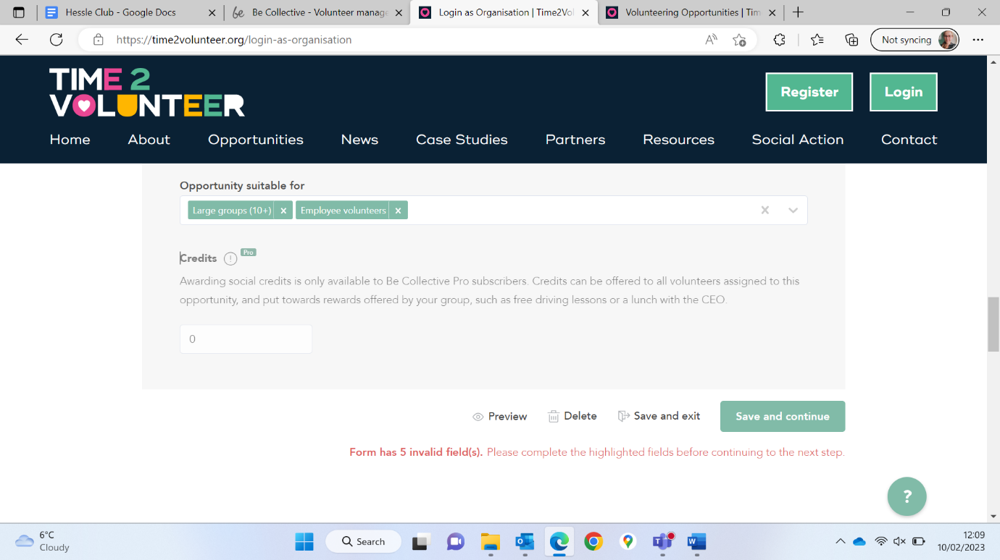 Hessle Club - Google Docs
Be Collective - Volunteer manage
Login as Organisation | Time2Vol
Volunteering Opportunities | Tim
https://time2volunteer.org/login-as-organisation
Not syncing
TIME 2
VOLUNTEER
Register
Login
Home
About
Opportunities
News
Case Studies
Partners
Resources
Social Action
Contact
Opportunity suitable for
Large groups (10+) ×
Employee volunteers ×
Credits
Pro
Awarding social credits is only available to Be Collective Pro subscribers. Credits can be offered to all volunteers assigned to this
opportunity, and put towards rewards offered by your group, such as free driving lessons or a lunch with the CEO.
0
Preview
Delete
Save and exit
Save and continue
Form has 5 invalid field(s). Please complete the highlighted fields before continuing to the next step.
?
6°C
Cloudy
Search
12:09
10/02/2023